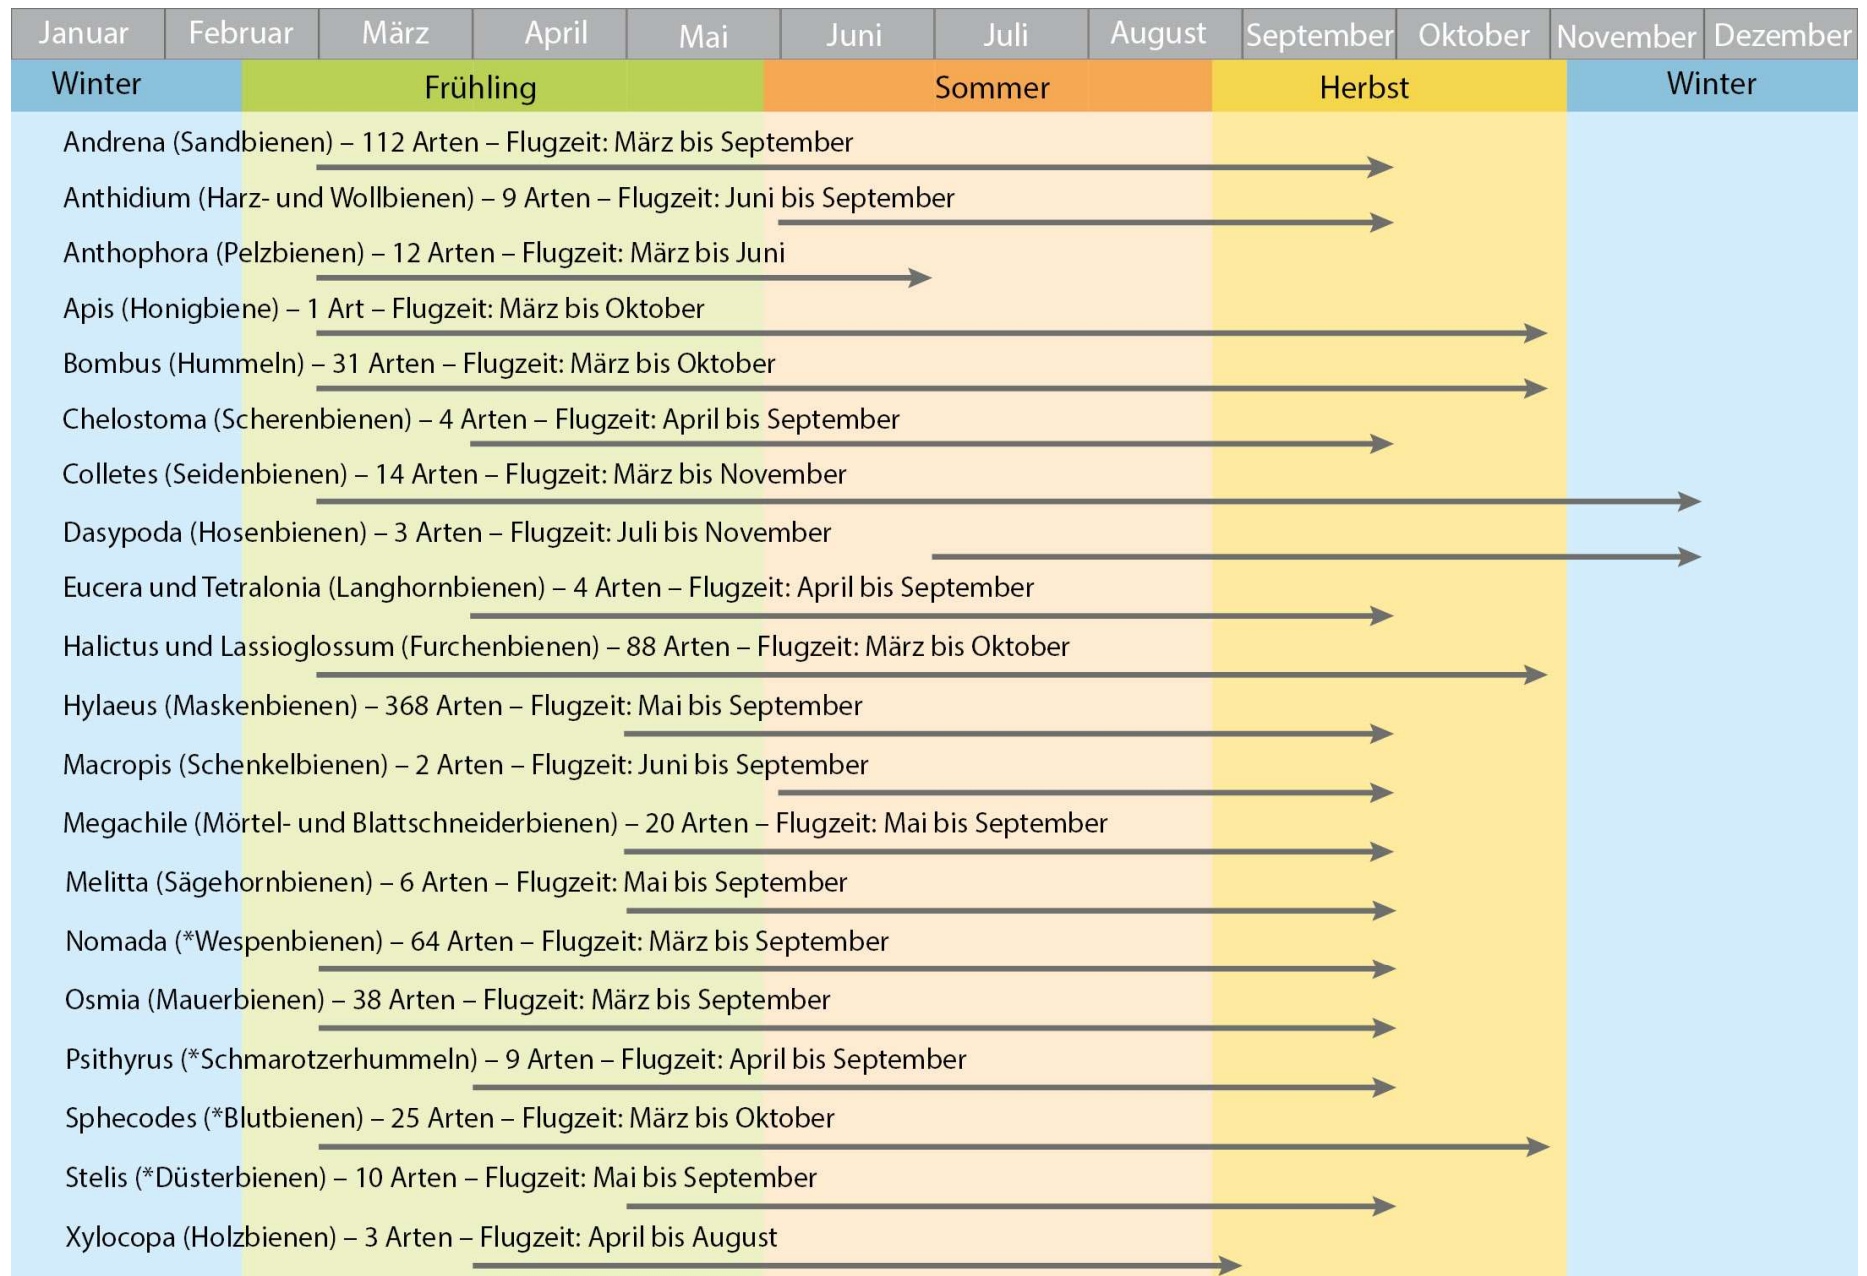 Januar Februar März April Mai Juni Juli August September Oktober November Dezember
Winter Frühling Sommer Herbst Winter
Andrena (Sandbienen) – 112 Arten – Flugzeit: März bis September
Anthidium (Harz- und Wollbienen) – 9 Arten – Flugzeit: Juni bis September
Anthophora (Pelzbienen) – 12 Arten – Flugzeit: März bis Juni
Apis (Honigbiene) – 1 Art – Flugzeit: März bis Oktober
Bombus (Hummeln) – 31 Arten – Flugzeit: März bis Oktober
Chelostoma (Scherenbienen) – 4 Arten – Flugzeit: April bis September
Colletes (Seidenbienen) – 14 Arten – Flugzeit: März bis November
Dasypoda (Hosenbienen) – 3 Arten – Flugzeit: Juli bis November
Eucera und Tetralonia (Langhornbienen) – 4 Arten – Flugzeit: April bis September
Halictus und Lassioglossum (Furchenbienen) – 88 Arten – Flugzeit: März bis Oktober
Hylaeus (Maskenbienen) – 368 Arten – Flugzeit: Mai bis September
Macropis (Schenkelbienen) – 2 Arten – Flugzeit: Juni bis September
Megachile (Mörtel- und Blattschneiderbienen) – 20 Arten – Flugzeit: Mai bis September
Melitta (Sägehornbienen) – 6 Arten – Flugzeit: Mai bis September
Nomada (*Wespenbienen) – 64 Arten – Flugzeit: März bis September
Osmia (Mauerbienen) – 38 Arten – Flugzeit: März bis September
Psithyrus (*Schmarotzerhummeln) – 9 Arten – Flugzeit: April bis September
Sphecodes (*Blutbienen) – 25 Arten – Flugzeit: März bis Oktober
Stelis (*Düsterbienen) – 10 Arten – Flugzeit: Mai bis September
Xylocopa (Holzbienen) – 3 Arten – Flugzeit: April bis August